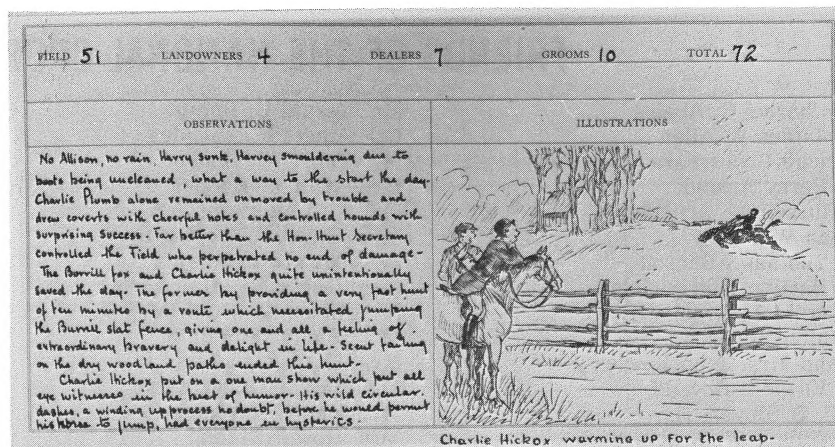 FIELD 51 LANDOWNERS 4 DEALERS 7 GROOMS 10 TOTAL 72
OBSERVATIONS
ILLUSTRATIONS
No Allison, no rain, Harry sunk, Harvey smouldering due to
boots being uncleaned, what a way to the start the day-
Charlie Plumb alone remained unmoved by trouble and
drew coverts with cheerful notes and controlled hounds with
surprising success. Far better than the Hon. Hunt Secretary
controlled the Field who perpetrated no end of damage-
The Borrill fox and Charlie Hickox quite unintentionally
saved the day. The former by providing a very fast hunt
of ten minutes by a route which necessitated jumping
the Burrill slat fence, giving one and all a feeling of
extraordinary bravery and delight in life- Scent failing
on the dry woodland paths ended this hunt-
Charlie Hickox put on a one man show which put all
eye witnesses in the best of humor. His wild circular
dashes, a winding up process no doubt, before he would permit
his horse to jump, had everyone in hysterics.
Charlie Hickox warming up for the leap-